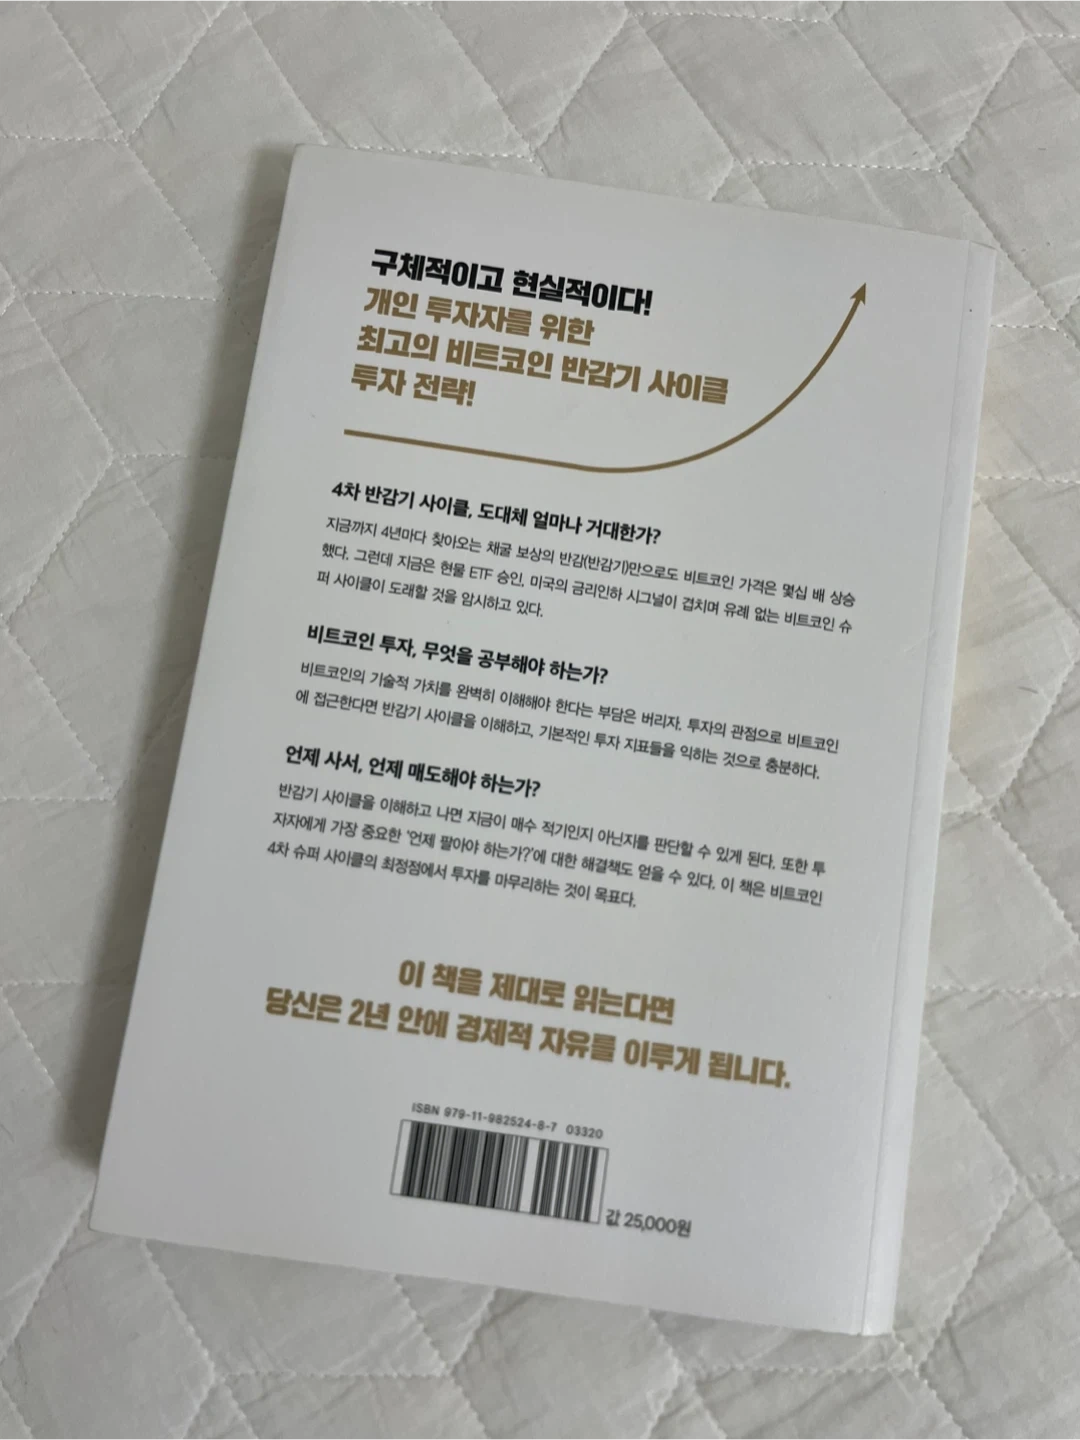 구체적이고 현실적이다!
개인 투자자를 위한
최고의 비트코인 반감기 사이클
투자 전략!
4차 반감기 사이클, 도대체 얼마나 거대한가?
지금까지 4년마다 찾아오는 채굴 보상의 반감(반감기)만으로도 비트코인 가격은 몇십 배 상승
했다. 그런데 지금은 현물 ETF 승인, 미국의 금리인하 시그널이 겹치며 유례 없는 비트코인 슈
퍼 사이클이 도래할 것을 암시하고 있다.
비트코인 투자, 무엇을 공부해야 하는가?
비트코인의 기술적 가치를 완벽히 이해해야 한다는 부담은 버리자. 투자의 관점으로 비트코인
에 접근한다면 반감기 사이클을 이해하고, 기본적인 투자 지표들을 익히는 것으로 충분하다.
언제 사서, 언제 매도해야 하는가?
반감기 사이클을 이해하고 나면 지금이 매수 적기인지 아닌지를 판단할 수 있게 된다. 또한 투
자자에게 가장 중요한 '언제 팔아야 하는가?'에 대한 해결책도 얻을 수 있다. 이 책은 비트코인
4차 슈퍼 사이클의 최정점에서 투자를 마무리하는 것이 목표다.
이 책을 제대로 읽는다면
당신은 2년 안에 경제적 자유를 이루게 됩니다.
ISBN 979-11-982524-8-7 03320
값 25,000원